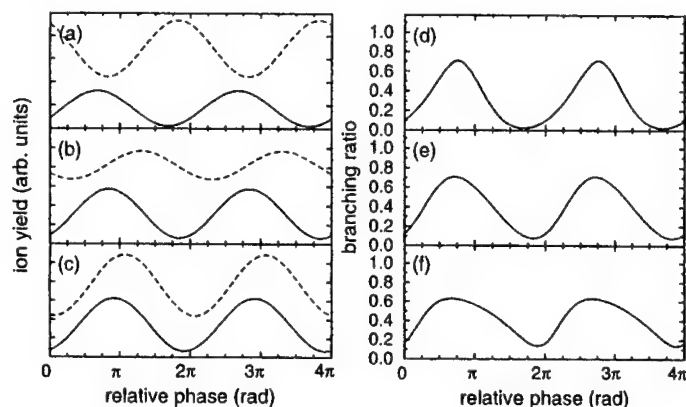 ion yield (arb. units)
(a)
(b)
(c)
0 π 2π 3π 4π
relative phase (rad)
branching ratio
(d)
1.0
0.8
0.6
0.4
0.2
0.0
(e)
1.0
0.8
0.6
0.4
0.2
0.0
(f)
1.0
0.8
0.6
0.4
0.2
0.0
0 π 2π 3π 4π
relative phase (rad)